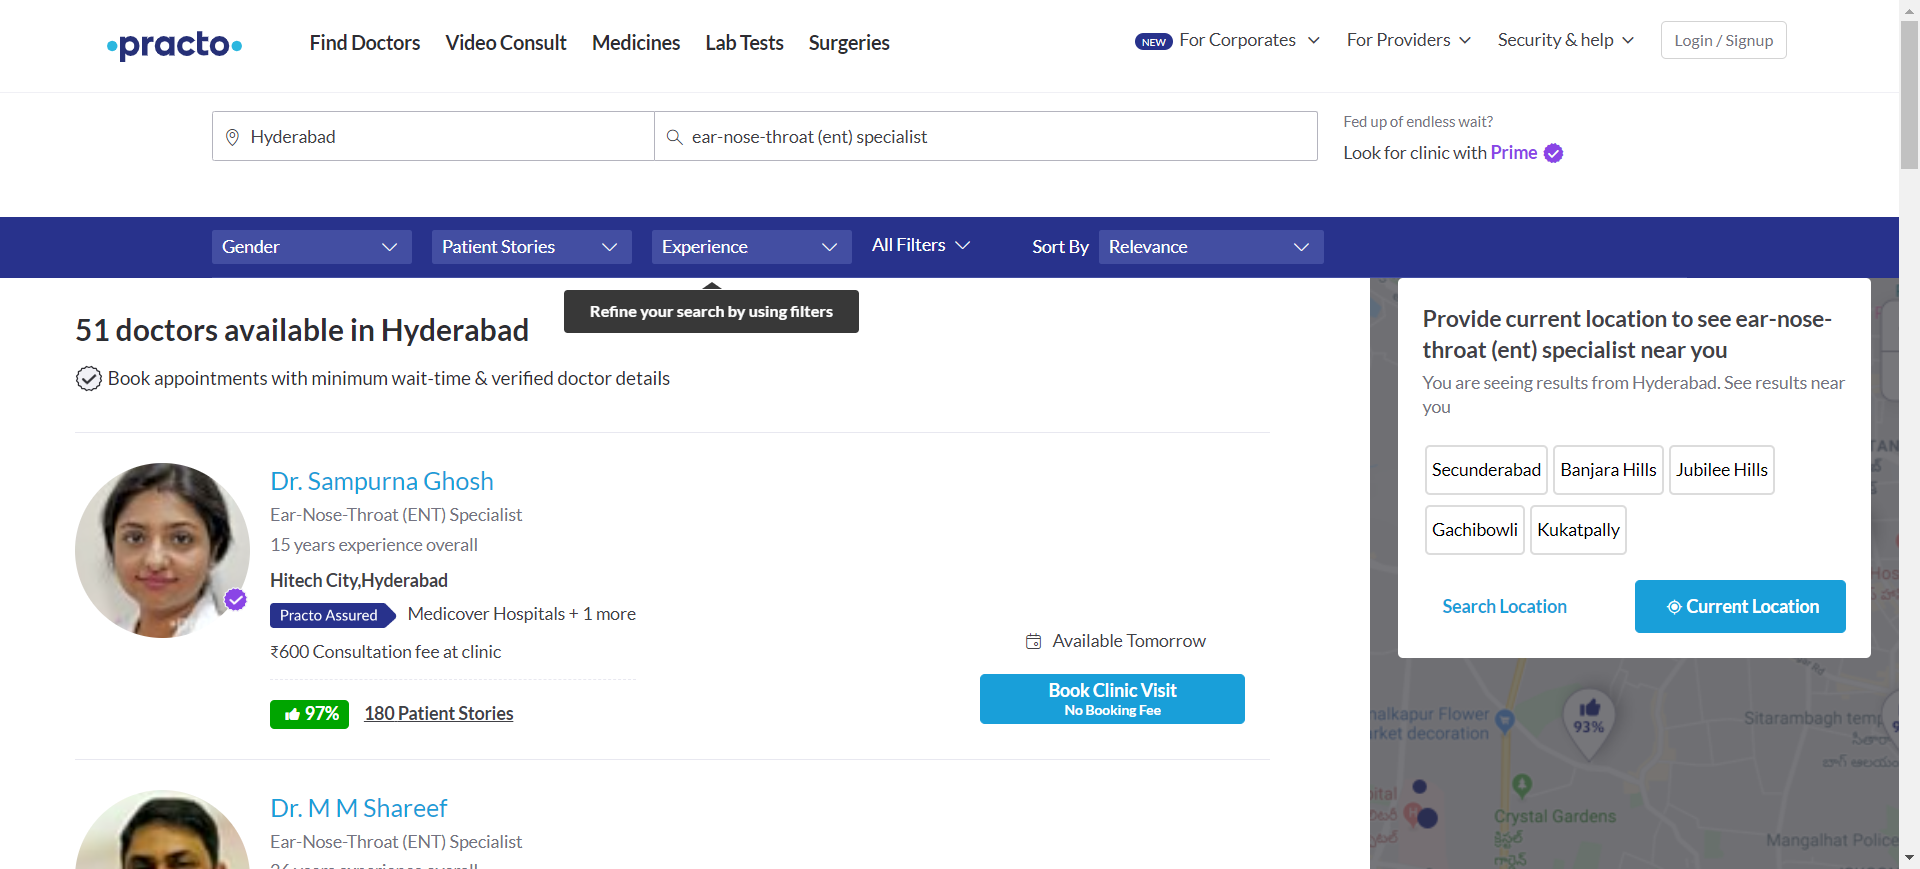 practo
Find Doctors
Video Consult
Medicines
Lab Tests
Surgeries
NEW For Corporates
For Providers
Security & help
Login / Signup
Hyderabad
ear-nose-throat (ent) specialist
Fed up of endless wait?
Look for clinic with Prime
Gender
Patient Stories
Experience
All Filters
Sort By
Relevance
Refine your search by using filters
51 doctors available in Hyderabad
Book appointments with minimum wait-time & verified doctor details
Dr. Sampurna Ghosh
Ear-Nose-Throat (ENT) Specialist
15 years experience overall
Hitech City,Hyderabad
Practo Assured Medicover Hospitals + 1 more
₹600 Consultation fee at clinic
97% 180 Patient Stories
Available Tomorrow
Book Clinic Visit
No Booking Fee
Dr. M M Shareef
Ear-Nose-Throat (ENT) Specialist
Provide current location to see ear-nose-
throat (ent) specialist near you
You are seeing results from Hyderabad. See results near
you
Secunderabad
Banjara Hills
Jubilee Hills
Gachibowli
Kukatpally
Search Location
Current Location
Flower
decoration
93%
Sitarambagh
Crystal Gardens
క్రిస్టల్
గార్డెన్
Mangalhat Police